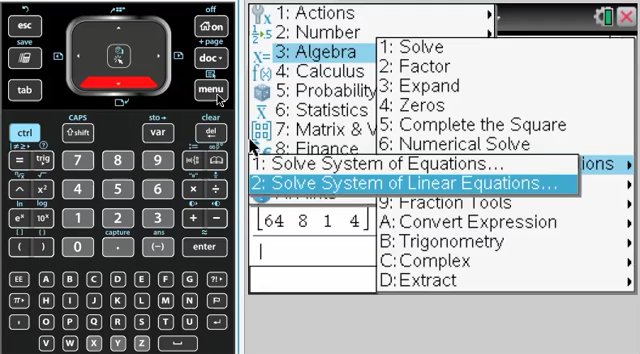 off
esc
on
save
+ page
doc
tab
menu
CAPS
sto→
clear
ctrl
⇧shift
var
del
=
trig
7
8
9
^
x²
4
5
6
×
÷
ln
log
eˣ
10ˣ
1
2
3
+
−
capture
ans
(
)
0
.
(−)
enter
EE
A
B
C
D
E
F
G
?!▸
π▸
H
I
J
K
L
M
N
,
O
P
Q
R
S
T
U
V
W
X
Y
Z
1: Actions
2: Number
3: Algebra
4: Calculus
5: Probability
6: Statistics
7: Matrix & V
8: Finance
1: Solve
2: Factor
3: Expand
4: Zeros
5: Complete the Square
6: Numerical Solve
ions
1: Solve System of Equations...
2: Solve System of Linear Equations...
9: Fraction Tools
A: Convert Expression
B: Trigonometry
C: Complex
D: Extract
[64 8 1 4]